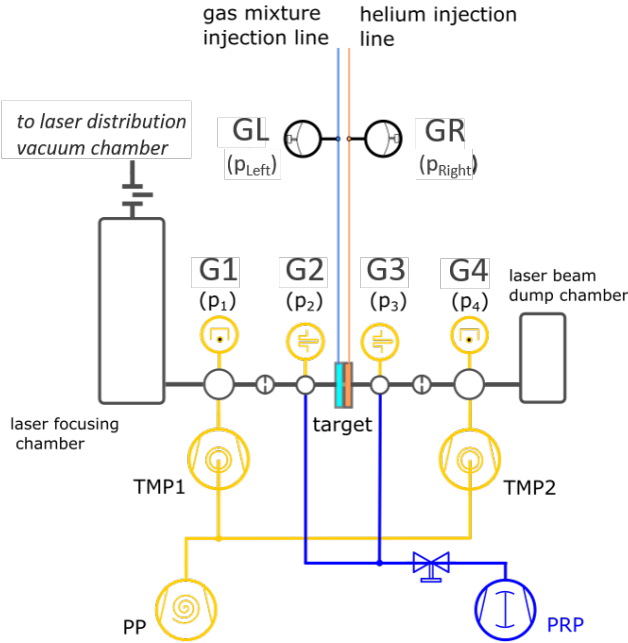 gas mixture
injection line
helium injection
line
to laser distribution
vacuum chamber
GL
(pLeft)
GR
(pRight)
G1
(p1)
G2
(p2)
G3
(p3)
G4
(p4)
laser beam
dump chamber
laser focusing
chamber
target
TMP1
TMP2
PP
PRP